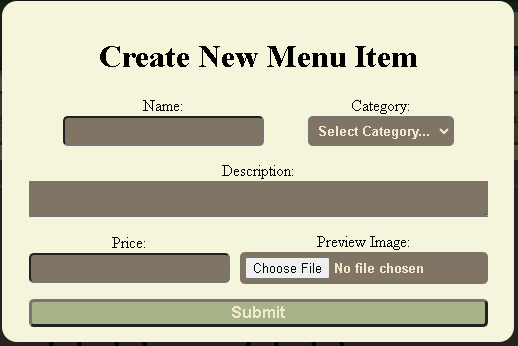 Create New Menu Item
Name: Category:
Select Category...
Description:
Price: Preview Image:
Choose File No file chosen
Submit